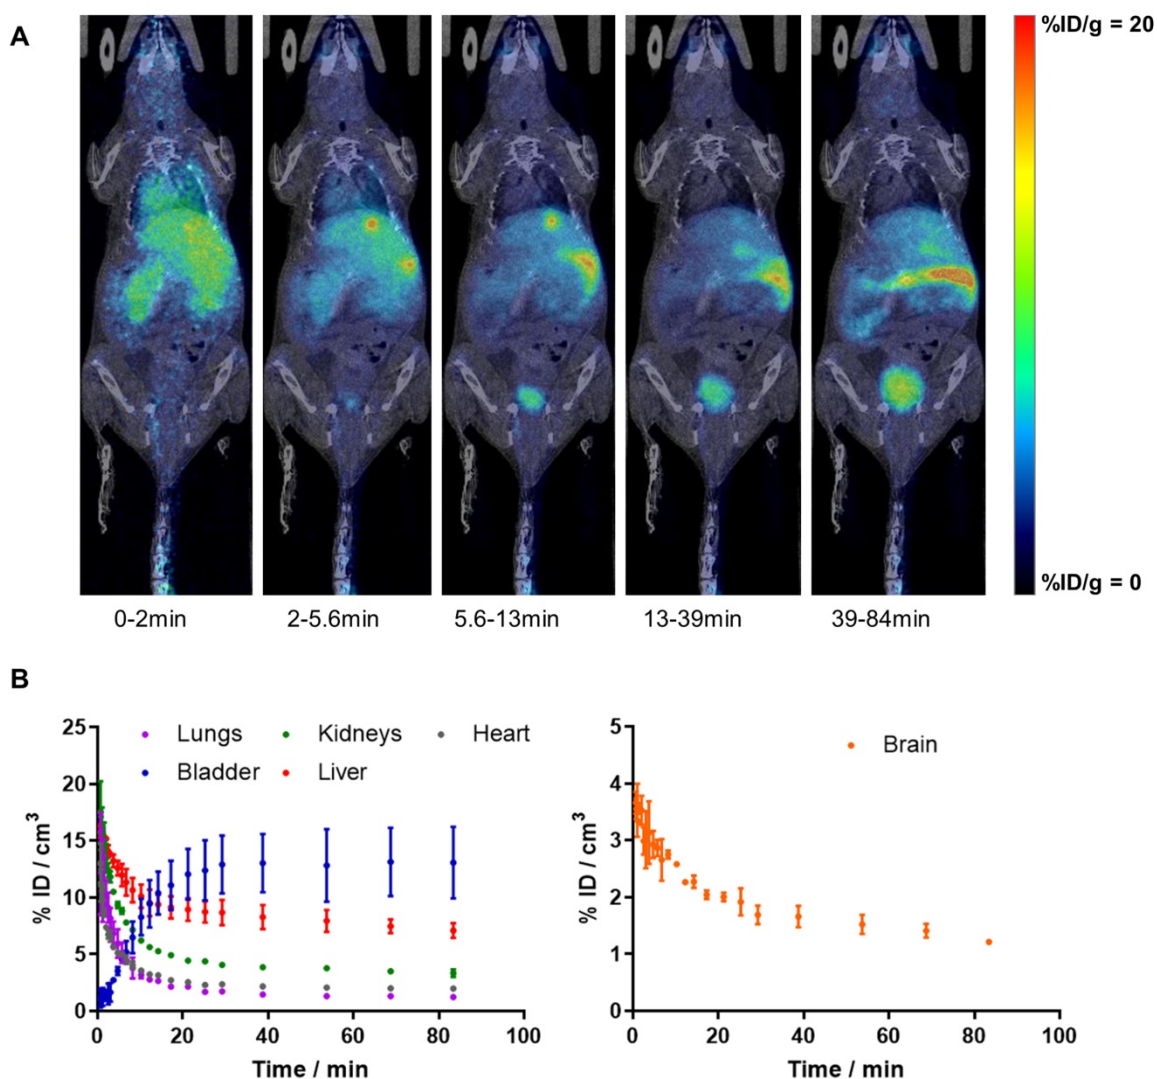 A
%ID/g = 20
%ID/g = 0
0-2min
2-5.6min
5.6-13min
13-39min
39-84min
B
Lungs
Kidneys
Heart
Bladder
Liver
25
20
15
10
5
0
% ID / cm³
0
20
40
60
80
100
Time / min
Brain
5
4
3
2
1
0
% ID / cm³
0
20
40
60
80
100
Time / min